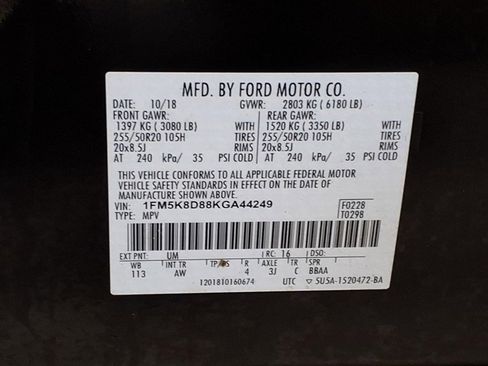 MFD. BY FORD MOTOR CO.
DATE: 10/18 GVWR: 2803 KG ( 6180 LB)
FRONT GAWR: REAR GAWR:
1397 KG ( 3080 LB) WITH 1520 KG ( 3350 LB) WITH
255/50R20 105H TIRES 255/50R20 105H TIRES
20x8.5J RIMS 20x8.5J RIMS
AT 240 kPa/ 35 PSI COLD AT 240 kPa/ 35 PSI COLD
THIS VEHICLE CONFORMS TO ALL APPLICABLE FEDERAL MOTOR
VEHICLE SAFETY STANDARDS IN EFFECT ON THE DATE OF
MANUFACTURE SHOWN ABOVE.
VIN: 1FM5K8D88KGA44249 F0228
TYPE: MPV T0298
EXT PNT: UM RC: 16 DSO:
WB INT TR TP/PS R AXLE TR SPR
113 AW 4 3J C BBAA
1201810160674 UTC ▽ 5U5A-1520472-BA